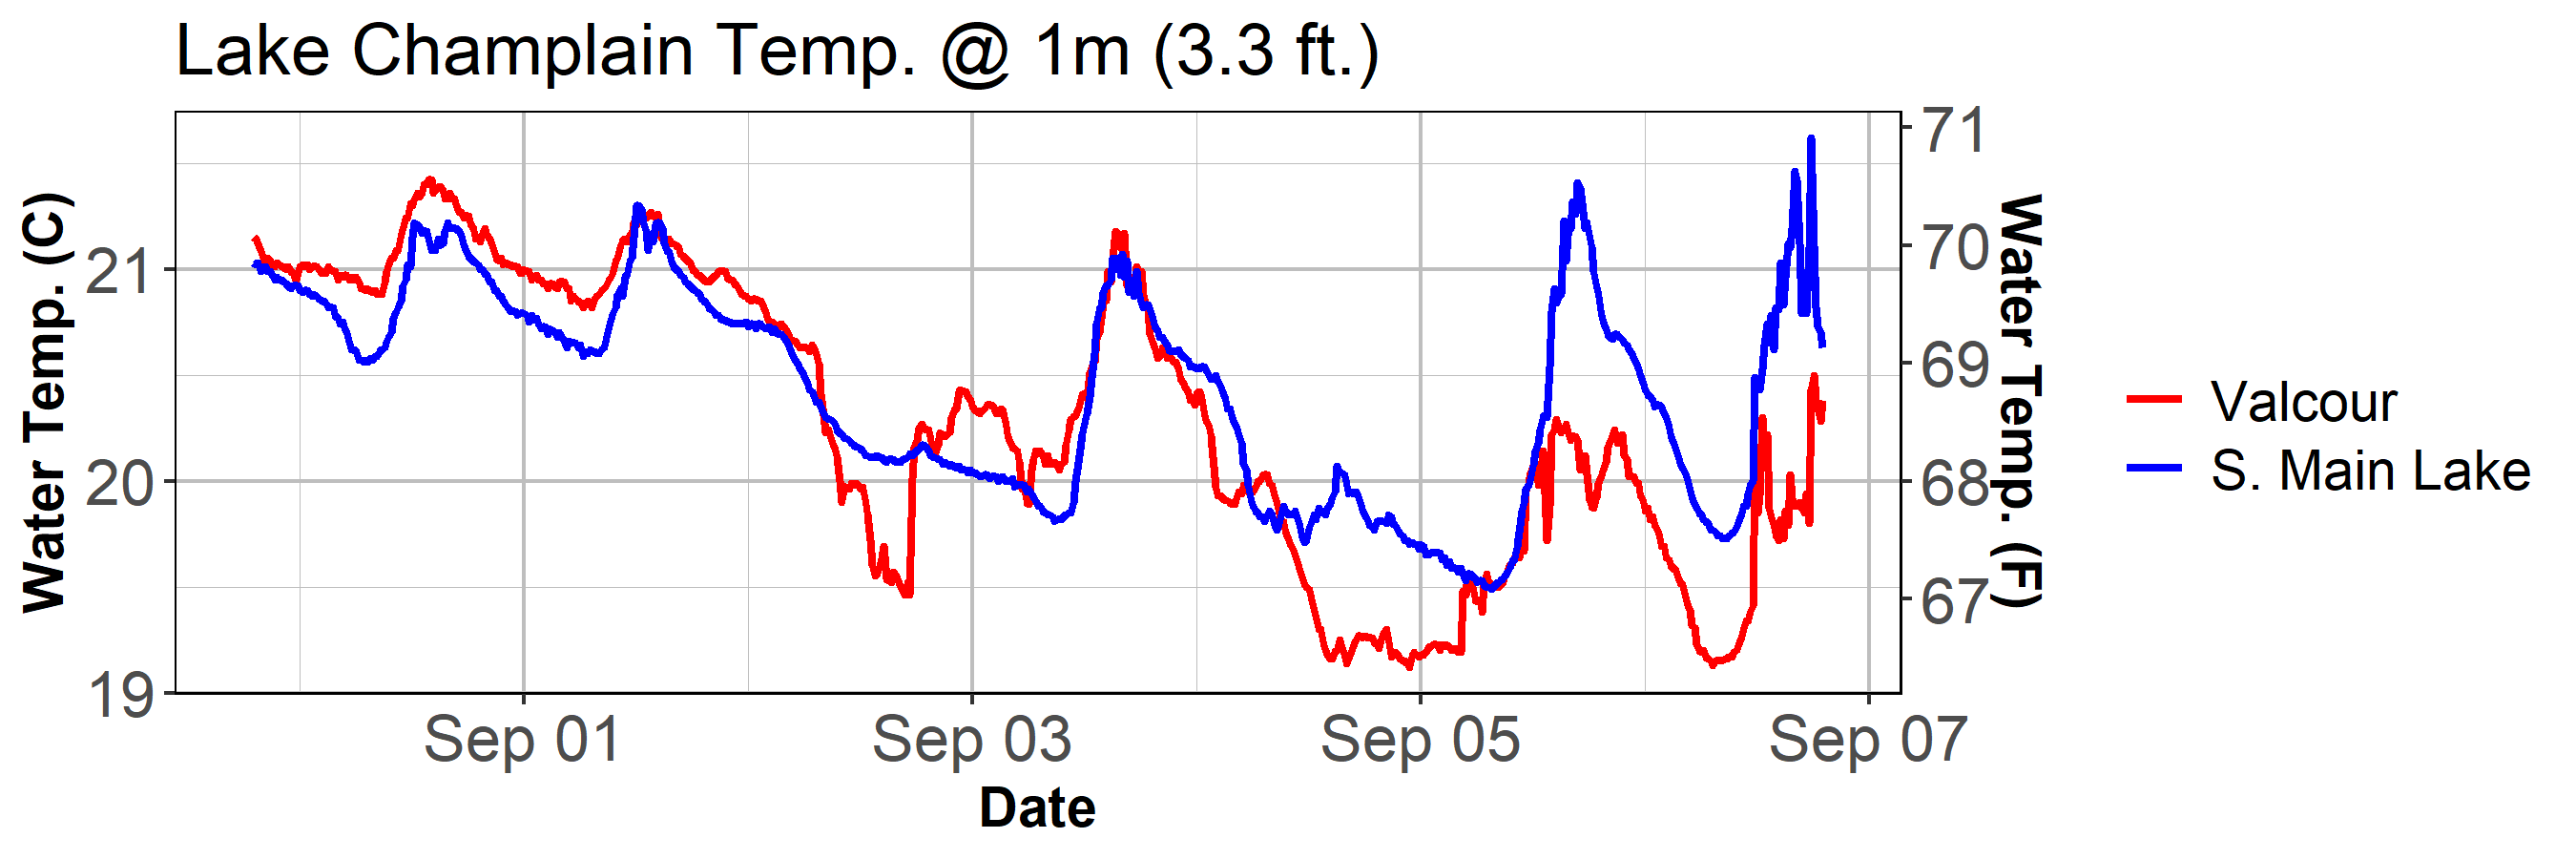 Lake Champlain Temp. @ 1m (3.3 ft.)
Water Temp. (C)
21
20
19
71
70
69
68
67
Water Temp. (F)
Sep 01 Sep 03 Sep 05 Sep 07
Date
Valcour
S. Main Lake